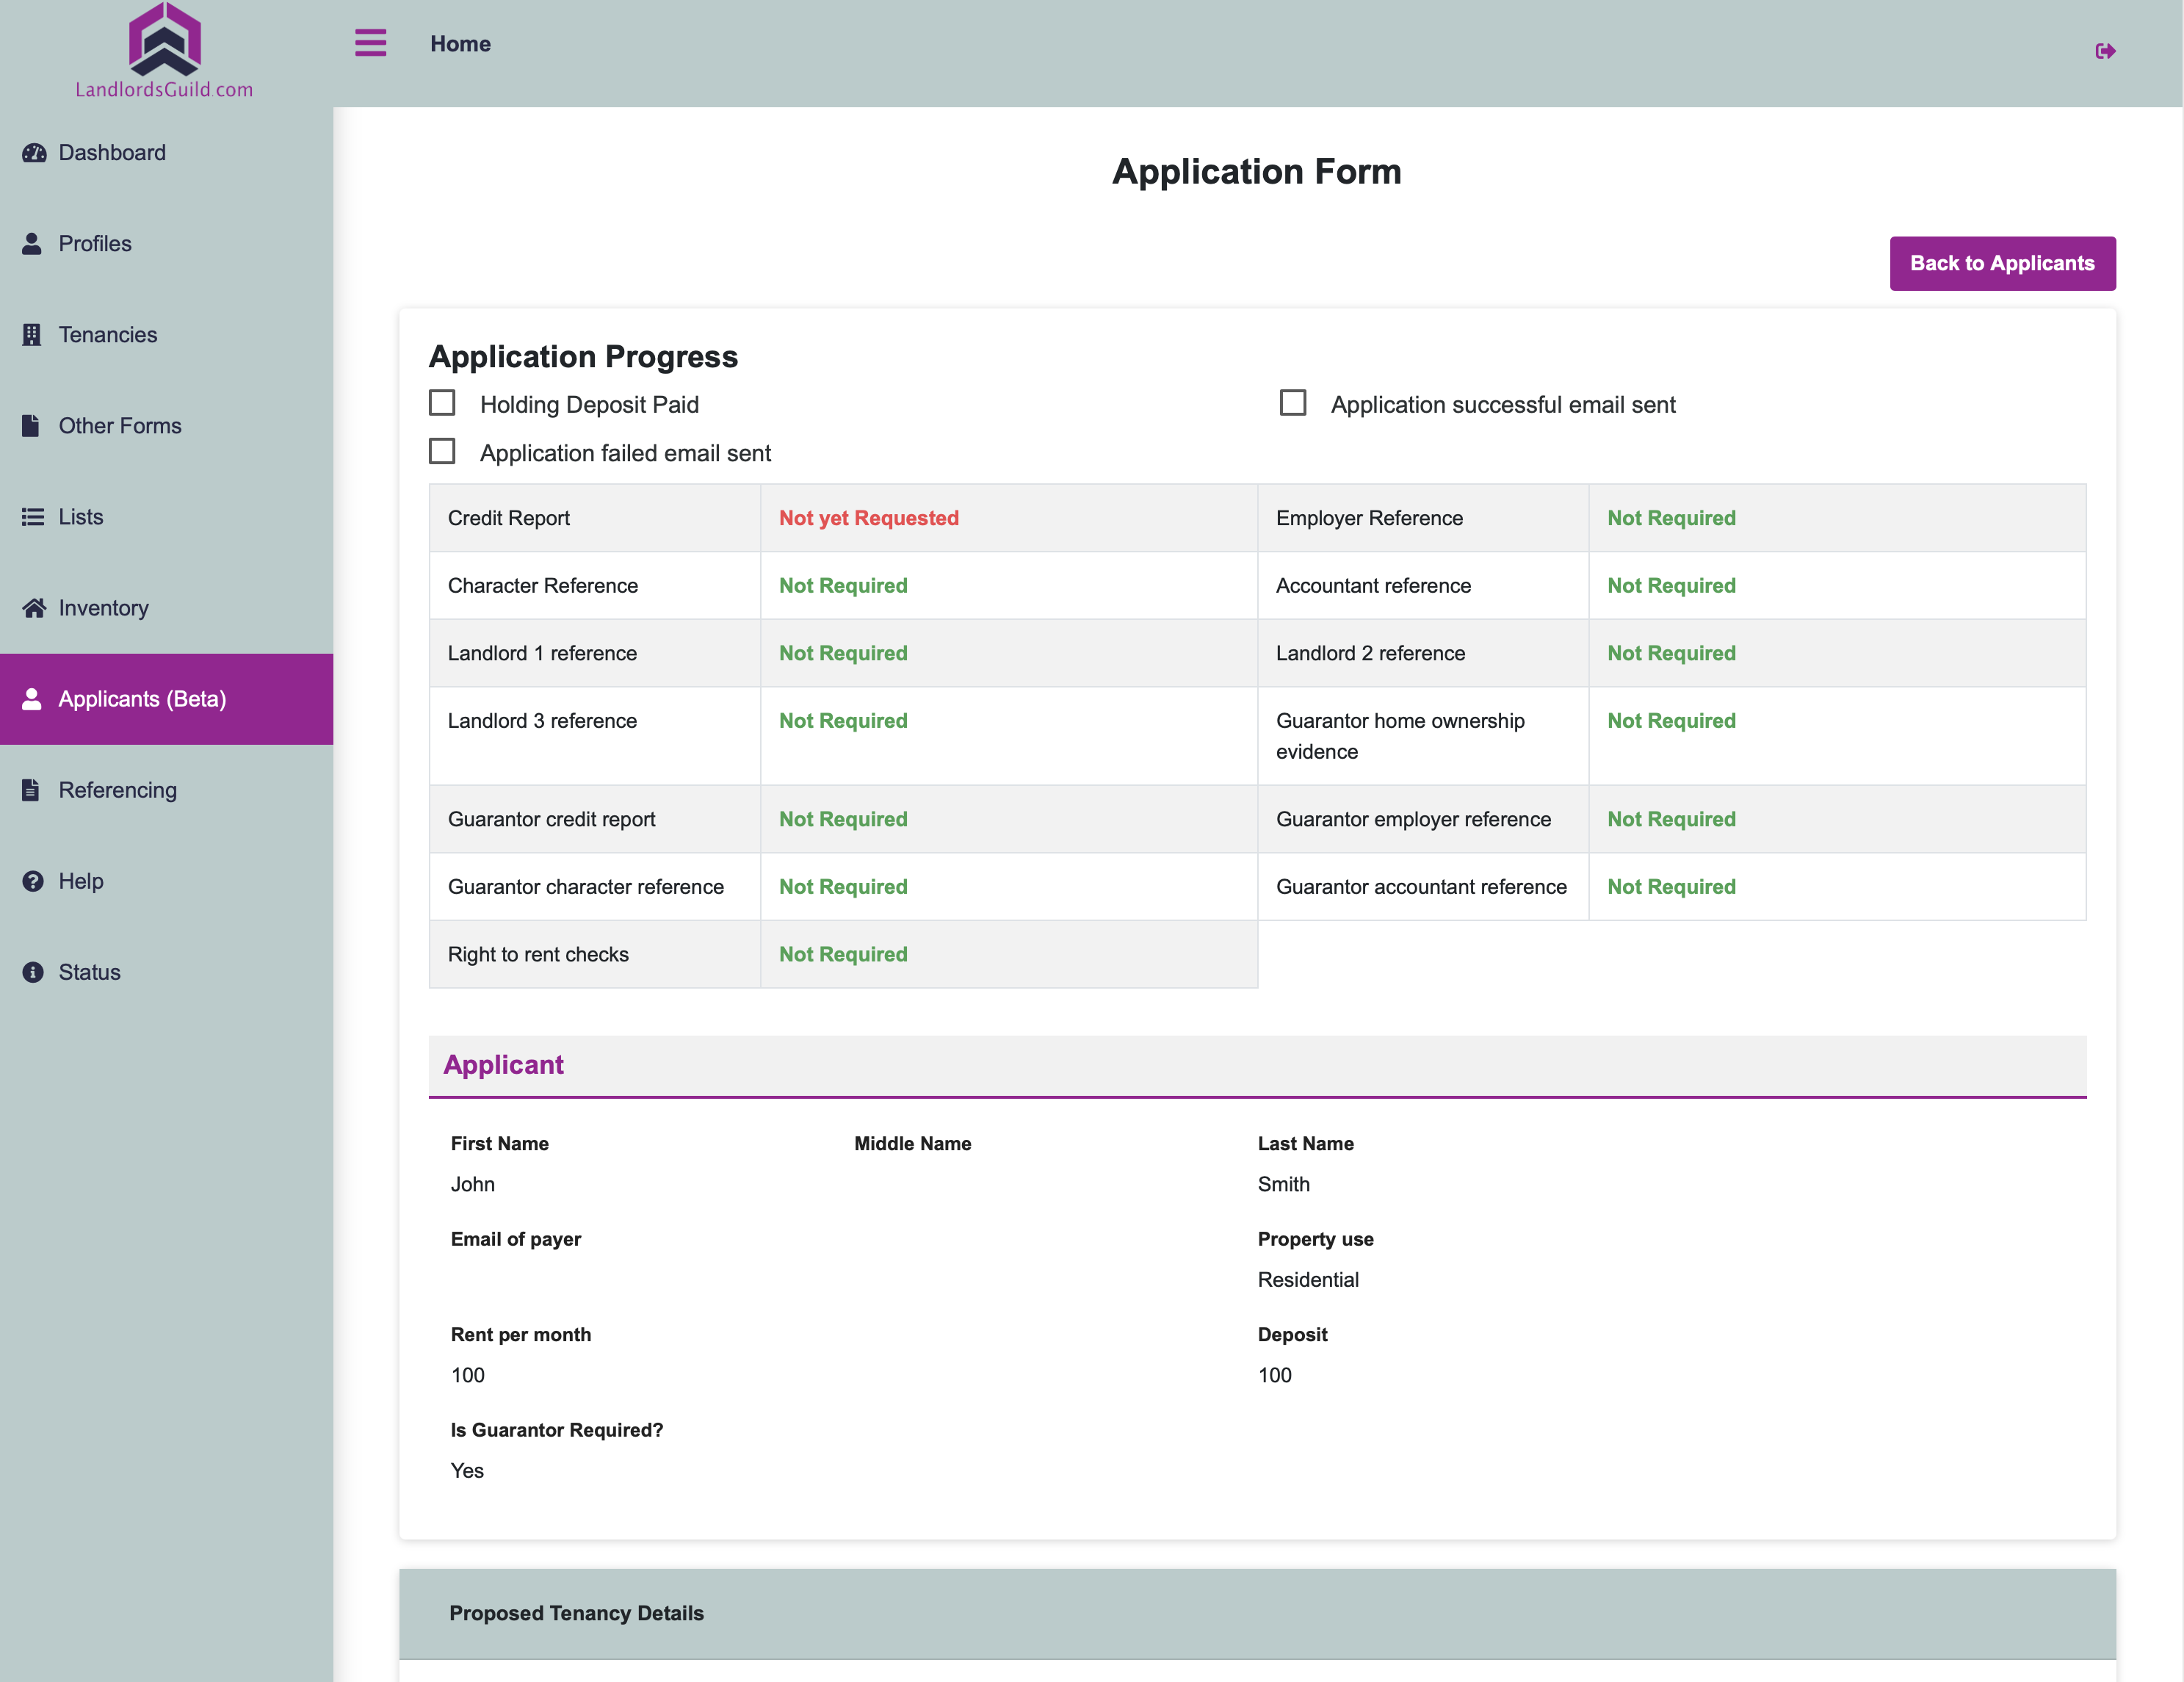 LandlordsGuild.com
Home
Dashboard
Profiles
Tenancies
Other Forms
Lists
Inventory
Applicants (Beta)
Referencing
Help
Status
Application Form
Back to Applicants
Application Progress
Holding Deposit Paid
Application successful email sent
Application failed email sent
Credit Report
Not yet Requested
Employer Reference
Not Required
Character Reference
Not Required
Accountant reference
Not Required
Landlord 1 reference
Not Required
Landlord 2 reference
Not Required
Landlord 3 reference
Not Required
Guarantor home ownership
evidence
Not Required
Guarantor credit report
Not Required
Guarantor employer reference
Not Required
Guarantor character reference
Not Required
Guarantor accountant reference
Not Required
Right to rent checks
Not Required
Applicant
First Name
John
Middle Name
Last Name
Smith
Email of payer
Property use
Residential
Rent per month
100
Deposit
100
Is Guarantor Required?
Yes
Proposed Tenancy Details